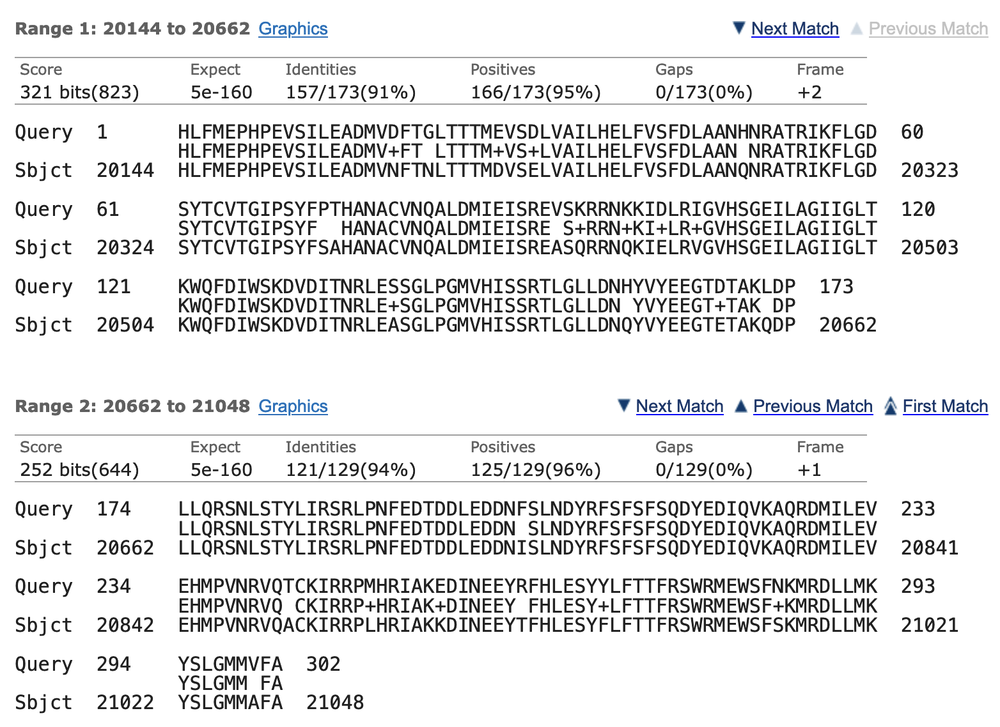 Range 1: 20144 to 20662 Graphics Next Match Previous Match
Score Expect Identities Positives Gaps Frame
321 bits(823) 5e-160 157/173(91%) 166/173(95%) 0/173(0%) +2
Query 1 HLFMEPHPEVSILEADMVDFTGLTTTMEVSDLVAILHELFVSFDLAANHNRATRIKFLGD 60
HLFMEPHPEVSILEADMV+FT LTTTM+VS+LVAILHELFVSFDLAAN NRATRIKFLGD
Sbjct 20144 HLFMEPHPEVSILEADMVNFTNLTTTMDVSELVAILHELFVSFDLAANQNRATRIKFLGD 20323
Query 61 SYTCVTGIPSYFPTHANACVNQALDMIEISREVSKRRNKKIDLRIGVHSGEILAGIIGLT 120
SYTCVTGIPSYF  HANACVNQALDMIEISRE S+RRN+KI+LR+GVHSGEILAGIIGLT
Sbjct 20324 SYTCVTGIPSYFSAHANACVNQALDMIEISREASQRRNQKIELRVGVHSGEILAGIIGLT 20503
Query 121 KWQFDIWSKDVDITNRLESSGLPGMVHISSRTLGLLDNHYVYEEGTDTAKLDP 173
KWQFDIWSKDVDITNRLE+SGLPGMVHISSRTLGLLDN YVYEEGT+TAK DP
Sbjct 20504 KWQFDIWSKDVDITNRLEASGLPGMVHISSRTLGLLDNQYVYEEGTETAKQDP 20662
Range 2: 20662 to 21048 Graphics Next Match Previous Match First Match
Score Expect Identities Positives Gaps Frame
252 bits(644) 5e-160 121/129(94%) 125/129(96%) 0/129(0%) +1
Query 174 LLQRSNLSTYLIRSRLPNFEDTDDLEDDNFSLNDYRFSFSFSQDYEDIQVKAQRDMILEV 233
LLQRSNLSTYLIRSRLPNFEDTDDLEDDN SLNDYRFSFSFSQDYEDIQVKAQRDMILEV
Sbjct 20662 LLQRSNLSTYLIRSRLPNFEDTDDLEDDNISLNDYRFSFSFSQDYEDIQVKAQRDMILEV 20841
Query 234 EHMPVNRVQTCKIRRPMHRIAKEDINEEYRFHLESYYLFTTFRSWRMEWSFNKMRDLLMK 293
EHMPVNRVQ CKIRRP+HRIAK+DINEEY FHLESY+LFTTFRSWRMEWSF+KMRDLLMK
Sbjct 20842 EHMPVNRVQACKIRRPLHRIAKKDINEEYTFHLESYFLFTTFRSWRMEWSFSKMRDLLMK 21021
Query 294 YSLGMMVFA 302
YSLGMM FA
Sbjct 21022 YSLGMMAFA 21048